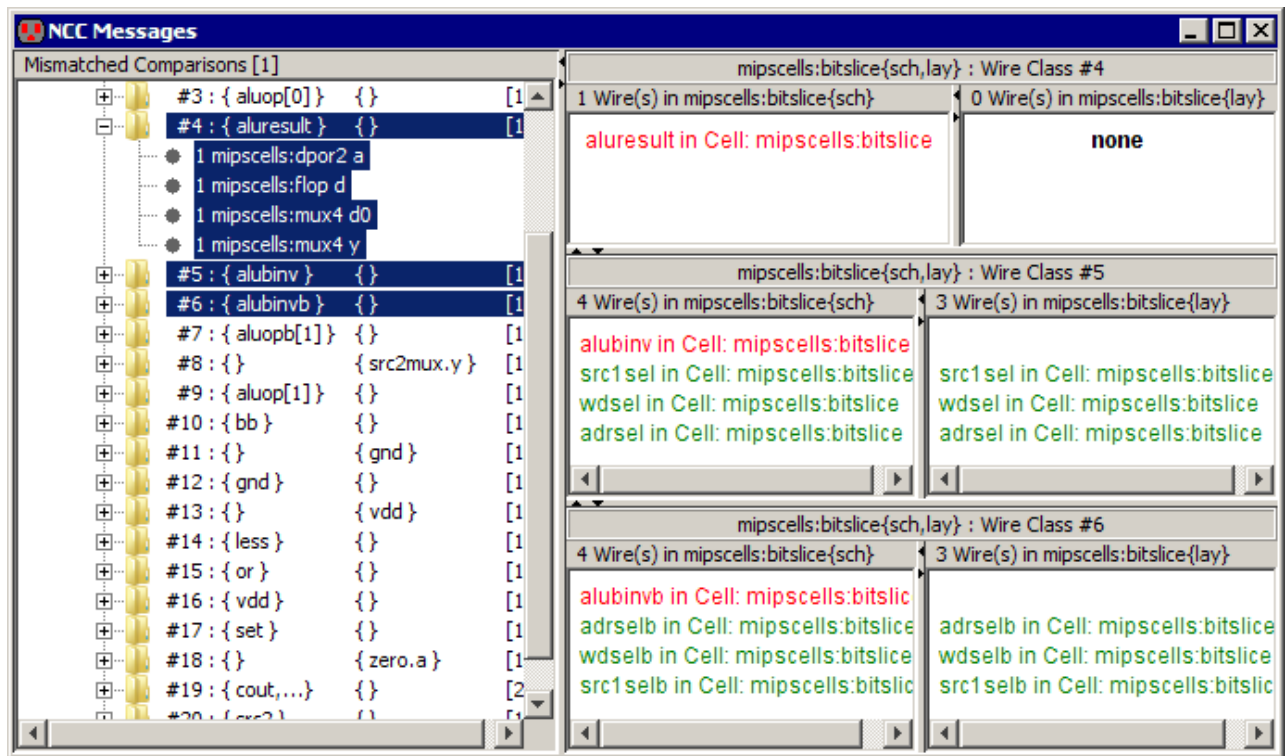 NCC Messages
Mismatched Comparisons [1]
#3 : { aluop[0] } {} [1
#4 : { aluresult } {} [1
1 mipscells:dpor2 a
1 mipscells:flop d
1 mipscells:mux4 d0
1 mipscells:mux4 y
#5 : { alubinv } {} [1
#6 : { alubinvb } {} [1
#7 : { aluopb[1] } {} [1
#8 : {} { src2mux.y } [1
#9 : { aluop[1] } {} [1
#10 : { bb } {} [1
#11 : {} { gnd } [1
#12 : { gnd } {} [1
#13 : {} { vdd } [1
#14 : { less } {} [1
#15 : { or } {} [1
#16 : { vdd } {} [1
#17 : { set } {} [1
#18 : {} { zero.a } [1
#19 : { cout,...} {} [2
#20 : { src2 } {} [1
mipscells:bitslice{sch,lay} : Wire Class #4
1 Wire(s) in mipscells:bitslice{sch} 0 Wire(s) in mipscells:bitslice{lay}
aluresult in Cell: mipscells:bitslice none
mipscells:bitslice{sch,lay} : Wire Class #5
4 Wire(s) in mipscells:bitslice{sch} 3 Wire(s) in mipscells:bitslice{lay}
alubinv in Cell: mipscells:bitslice
src1sel in Cell: mipscells:bitslice src1sel in Cell: mipscells:bitslice
wdsel in Cell: mipscells:bitslice wdsel in Cell: mipscells:bitslice
adrsel in Cell: mipscells:bitslice adrsel in Cell: mipscells:bitslice
mipscells:bitslice{sch,lay} : Wire Class #6
4 Wire(s) in mipscells:bitslice{sch} 3 Wire(s) in mipscells:bitslice{lay}
alubinvb in Cell: mipscells:bitslic
adrselb in Cell: mipscells:bitslice adrselb in Cell: mipscells:bitslice
wdselb in Cell: mipscells:bitslice wdselb in Cell: mipscells:bitslice
src1selb in Cell: mipscells:bitslic src1selb in Cell: mipscells:bitslic